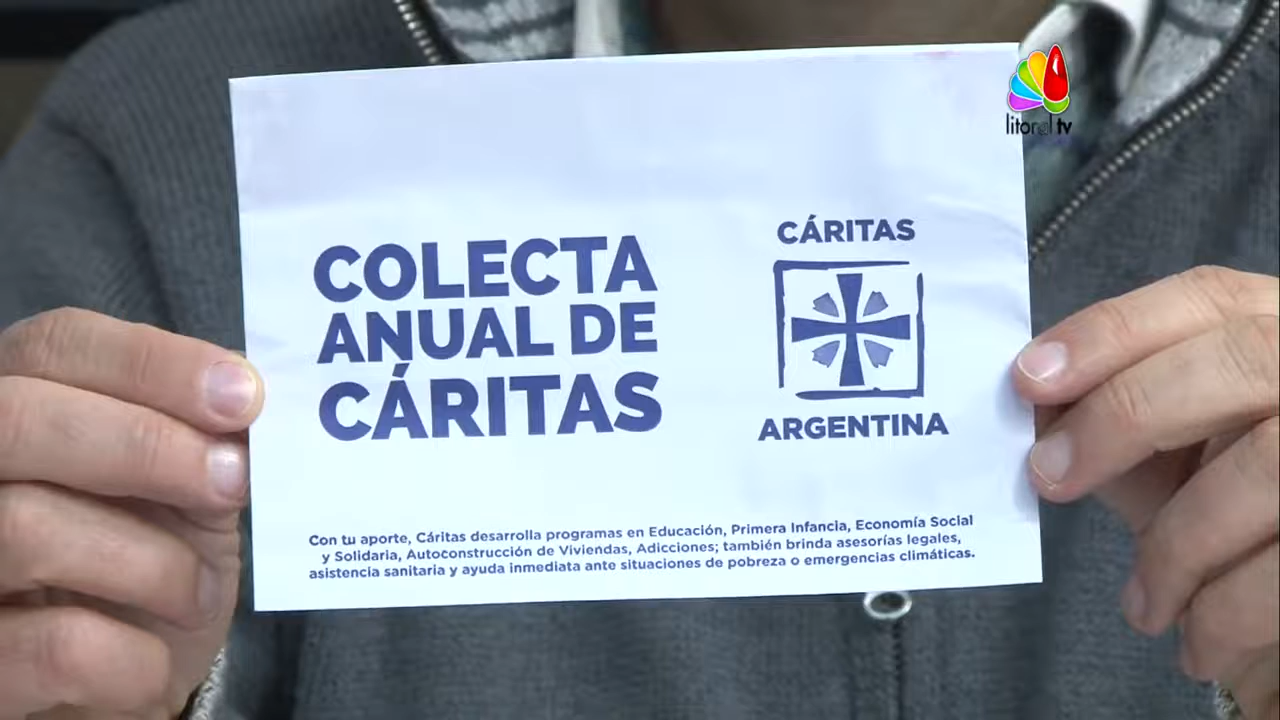 litoral tv
COLECTA
ANUAL DE
CÁRITAS
CÁRITAS
ARGENTINA
Con tu aporte, Cáritas desarrolla programas en Educación, Primera Infancia, Economía Social
y Solidaria, Autoconstrucción de Viviendas, Adicciones; también brinda asesorías legales,
asistencia sanitaria y ayuda inmediata ante situaciones de pobreza o emergencias climáticas.